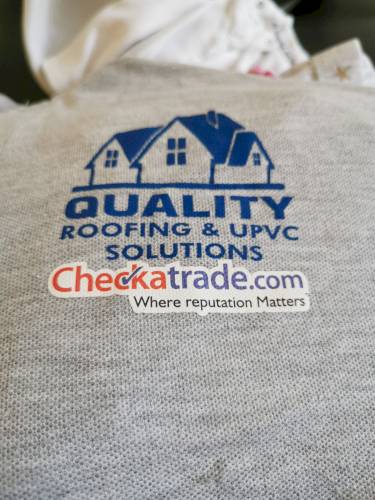 QUALITY
ROOFING & UPVC
SOLUTIONS
Checkatrade.com
Where reputation Matters